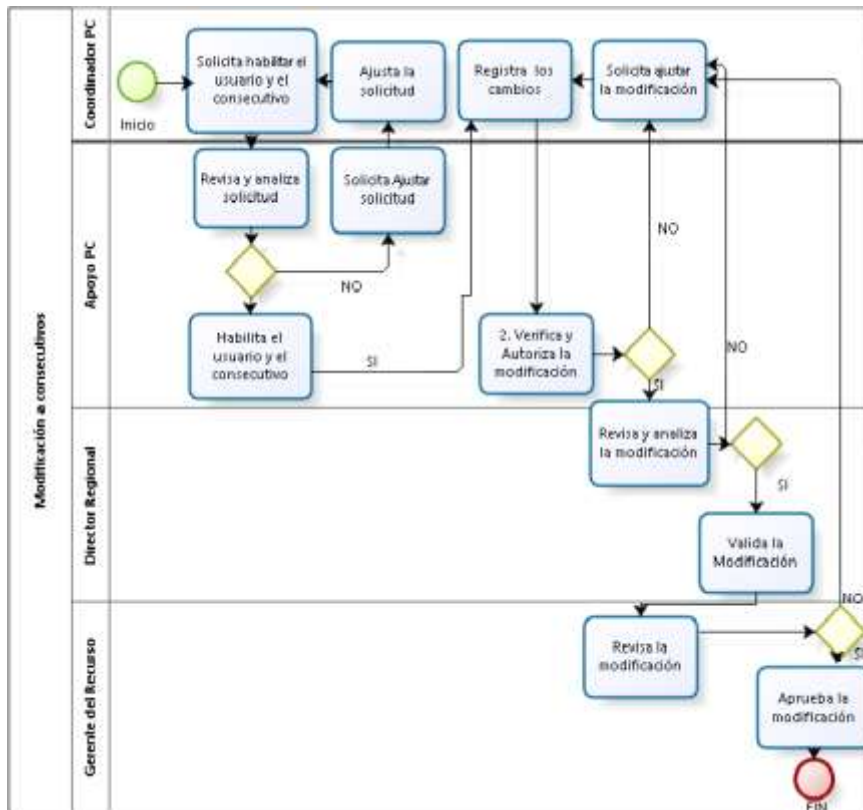 Modificación a consecutivos
Coordinador PC
Inicio
Solicita habilitar el
usuario y el
consecutivo
Ajusta la
solicitud
Registra los
cambios
Solicita ajustar
la modificación
Apoyo PC
Revisa y analiza
solicitud
Solicita Ajustar
solicitud
NO
Habilita el
usuario y el
consecutivo
SI
2. Verifica y
Autoriza la
modificación
NO
SI
NO
Director Regional
Revisa y analiza
la modificación
SI
Valida la
Modificación
Gerente del Recurso
Revisa la
modificación
NO
SI
Aprueba la
modificación
FIN